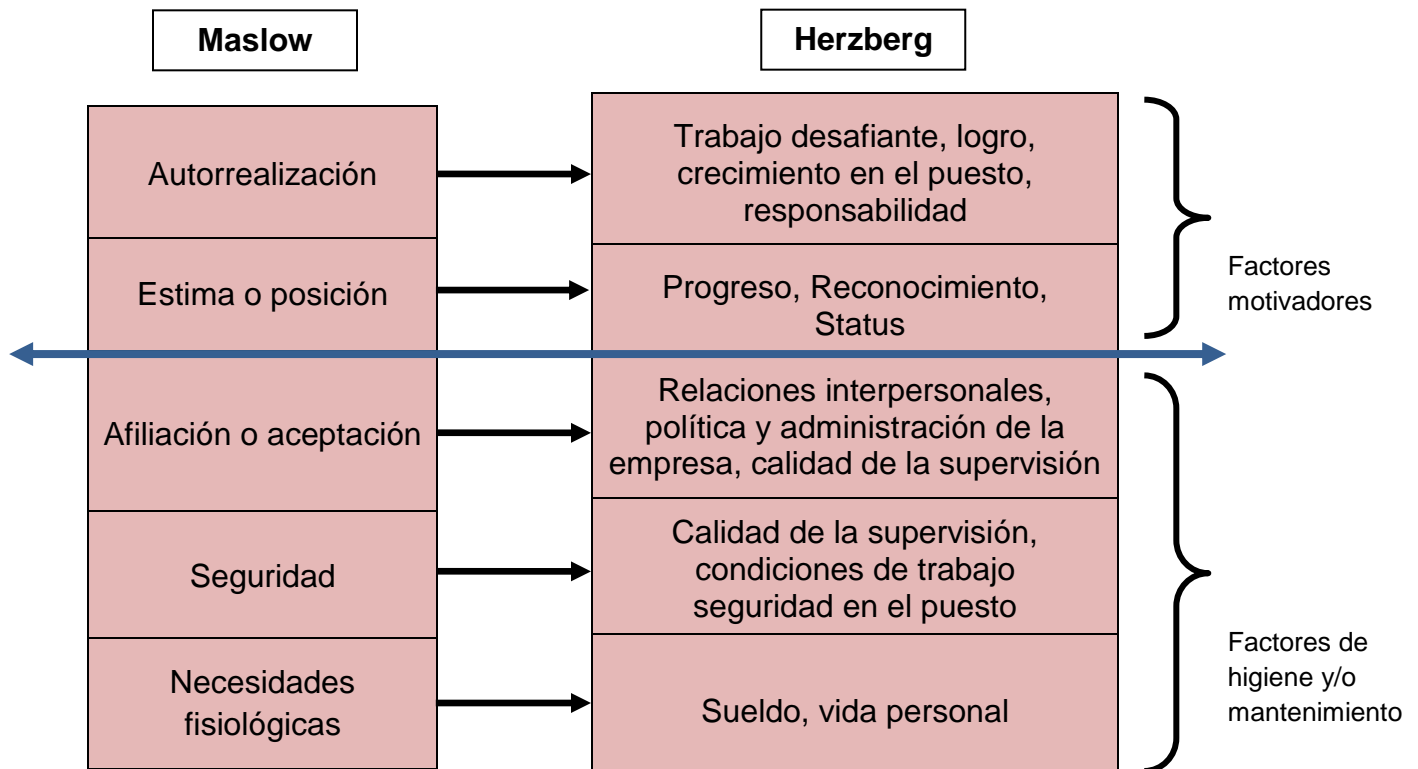 Maslow
Herzberg
Autorrealización
Trabajo desafiante, logro,
crecimiento en el puesto,
responsabilidad
Estima o posición
Progreso, Reconocimiento,
Status
Factores
motivadores
Afiliación o aceptación
Relaciones interpersonales,
política y administración de la
empresa, calidad de la supervisión
Seguridad
Calidad de la supervisión,
condiciones de trabajo
seguridad en el puesto
Necesidades
fisiológicas
Sueldo, vida personal
Factores de
higiene y/o
mantenimiento